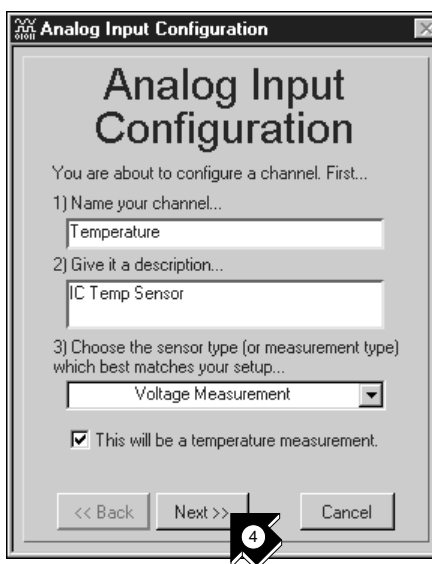 Analog Input Configuration
Analog Input
Configuration
You are about to configure a channel. First...
1) Name your channel...
Temperature
2) Give it a description...
IC Temp Sensor
3) Choose the sensor type (or measurement type)
which best matches your setup...
Voltage Measurement
This will be a temperature measurement.
<< Back
Next >>
Cancel
4